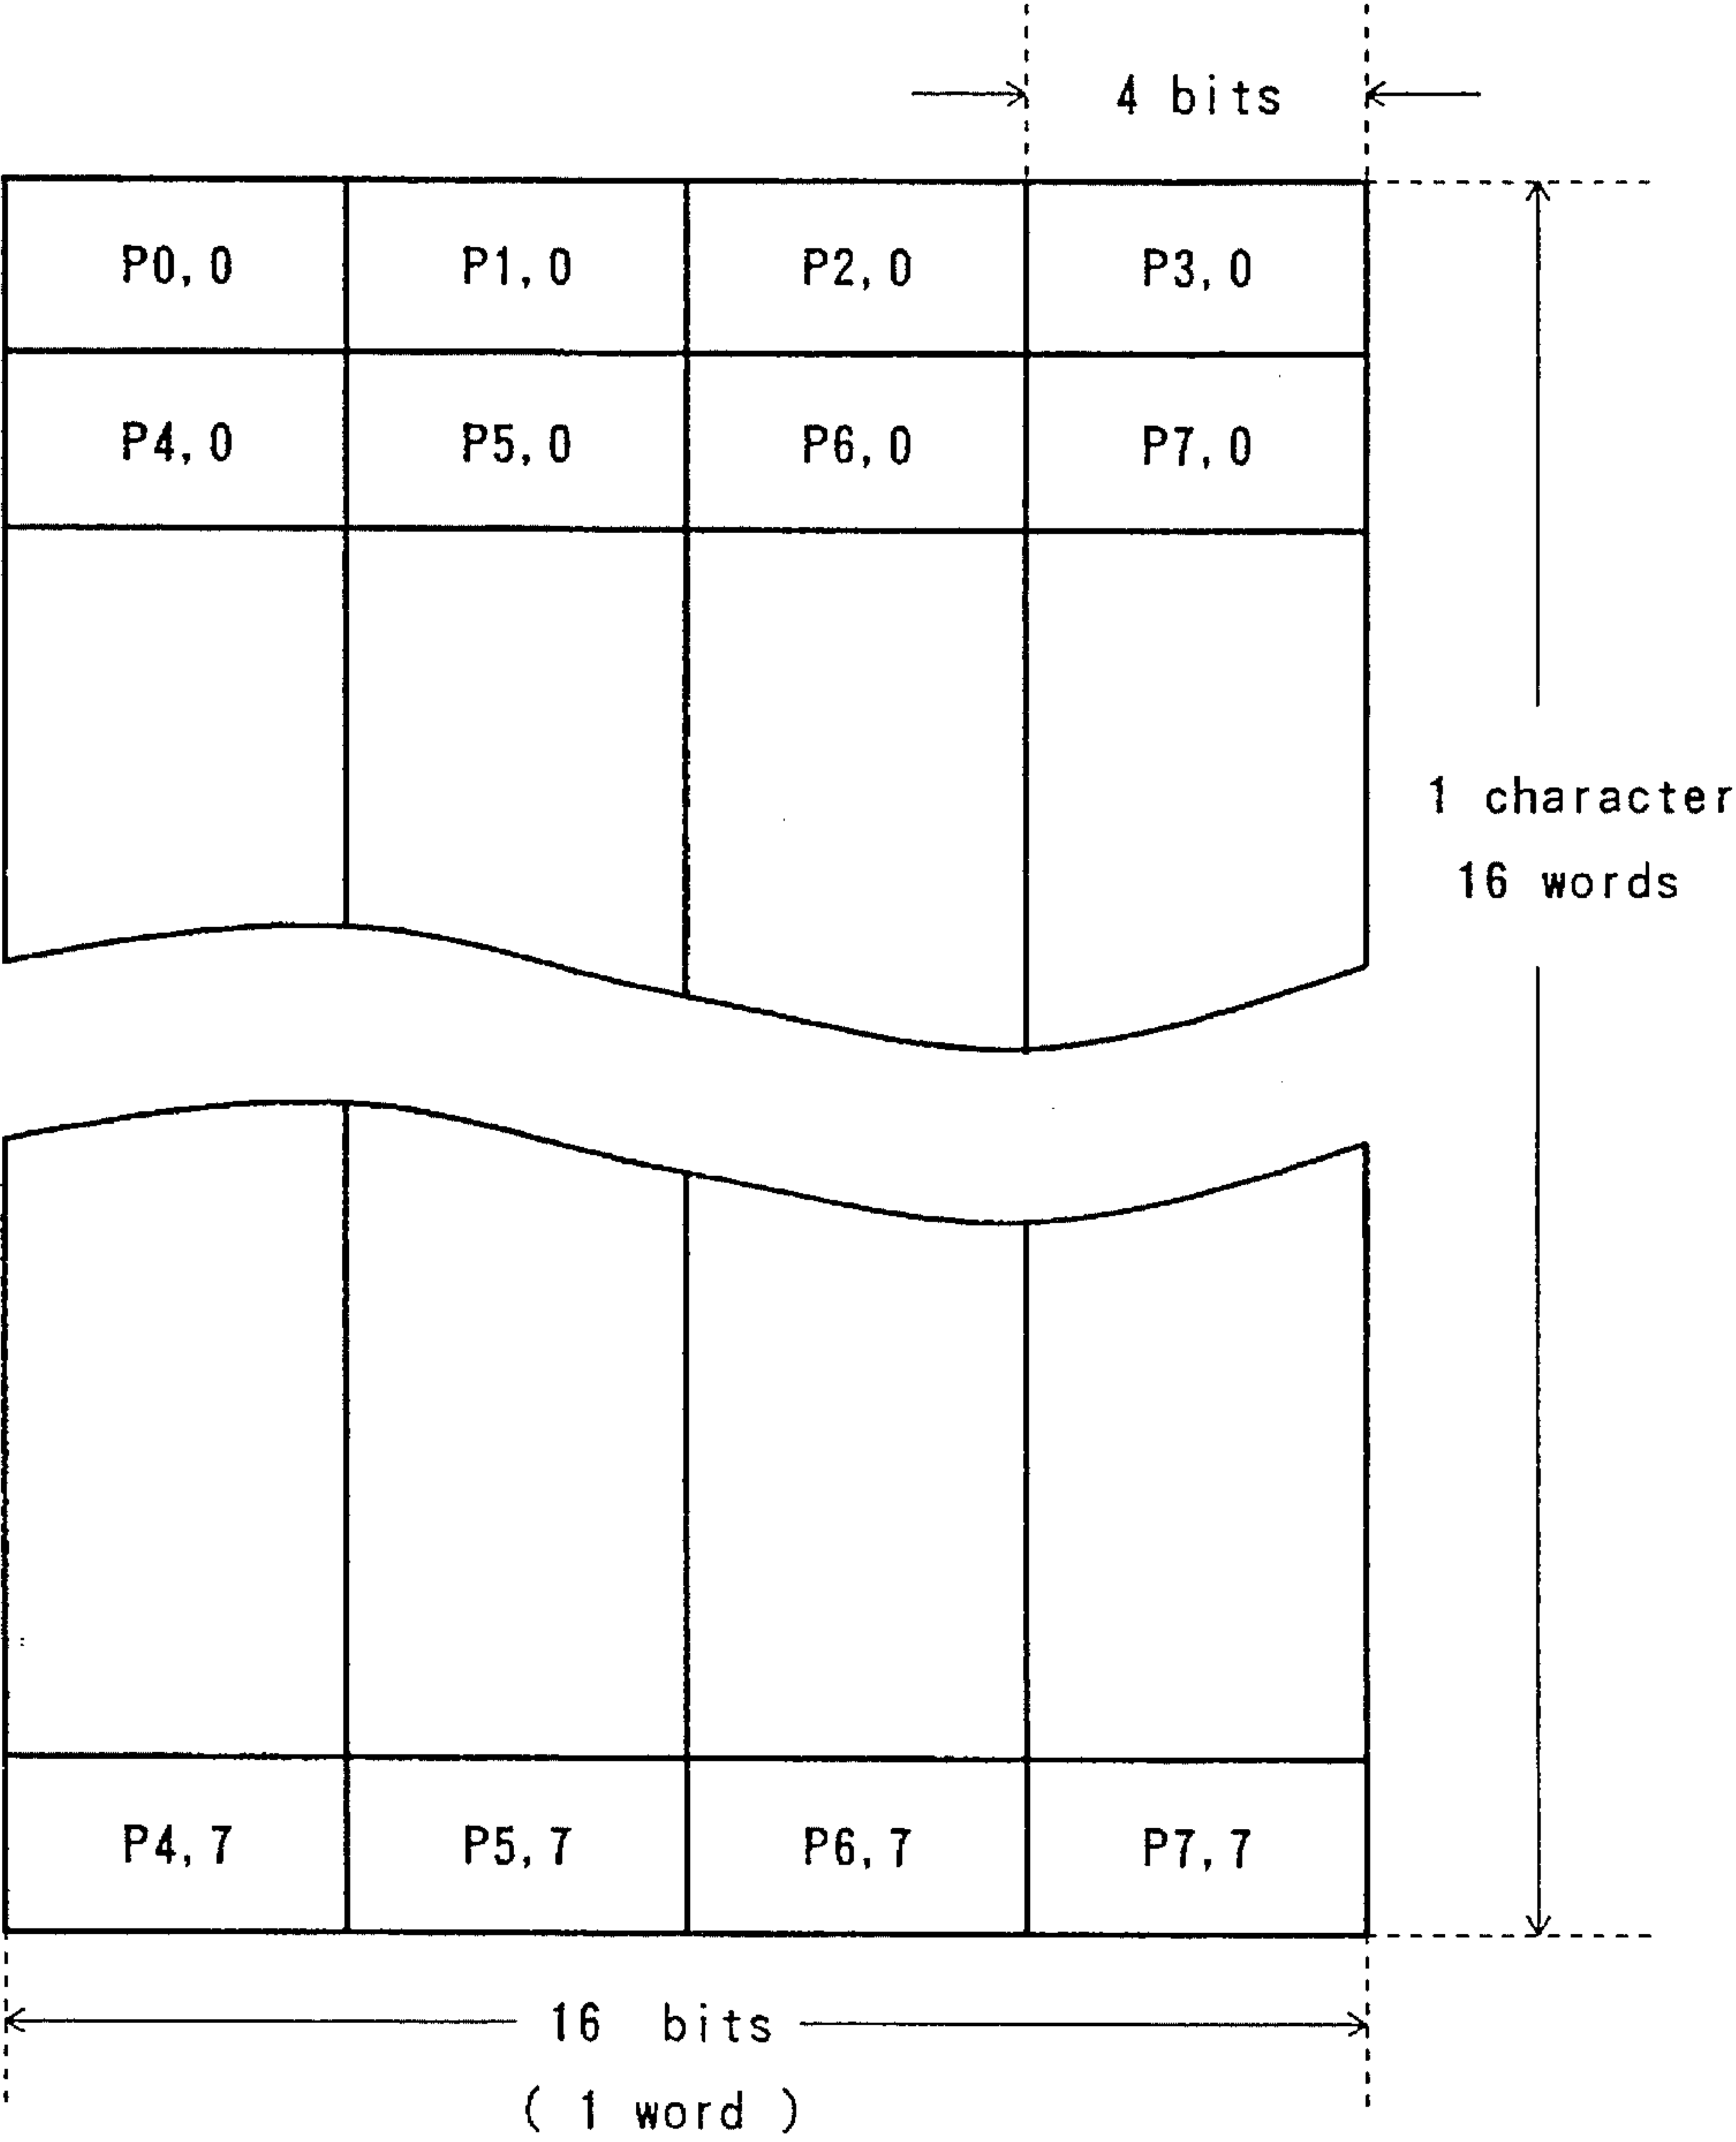 4 bits
P0,0 P1,0 P2,0 P3,0
P4,0 P5,0 P6,0 P7,0
1 character
16 words
P4,7 P5,7 P6,7 P7,7
16 bits
( 1 word )